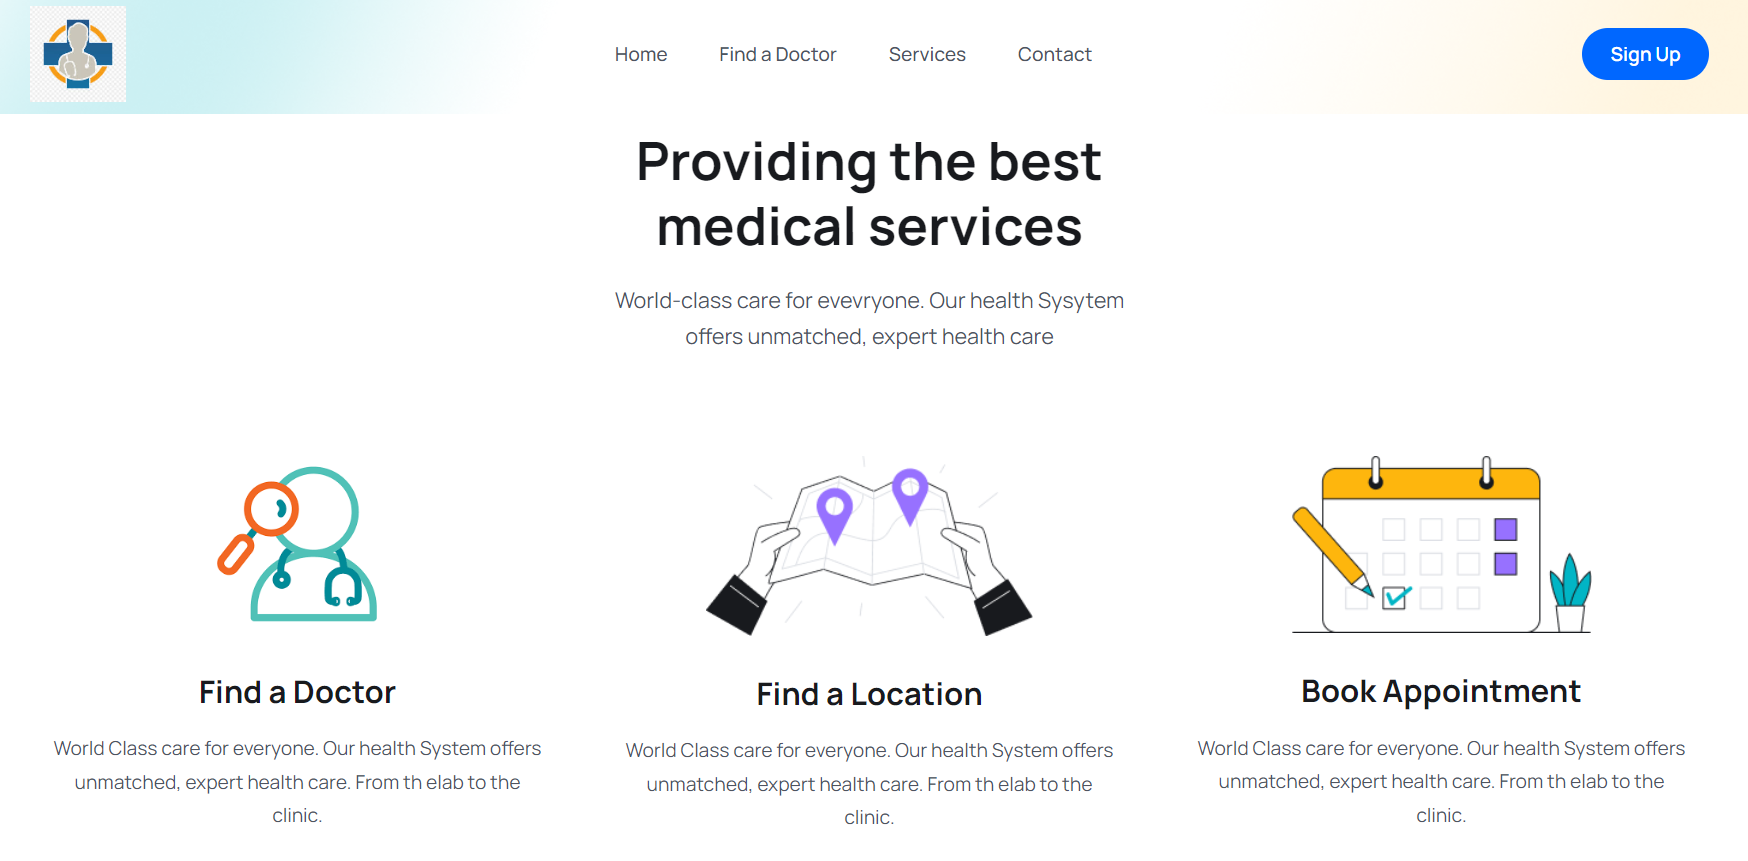 Home
Find a Doctor
Services
Contact
Sign Up
Providing the best
medical services
World-class care for evevryone. Our health Sysytem
offers unmatched, expert health care
Find a Doctor
World Class care for everyone. Our health System offers
unmatched, expert health care. From th elab to the
clinic.
Find a Location
World Class care for everyone. Our health System offers
unmatched, expert health care. From th elab to the
clinic.
Book Appointment
World Class care for everyone. Our health System offers
unmatched, expert health care. From th elab to the
clinic.